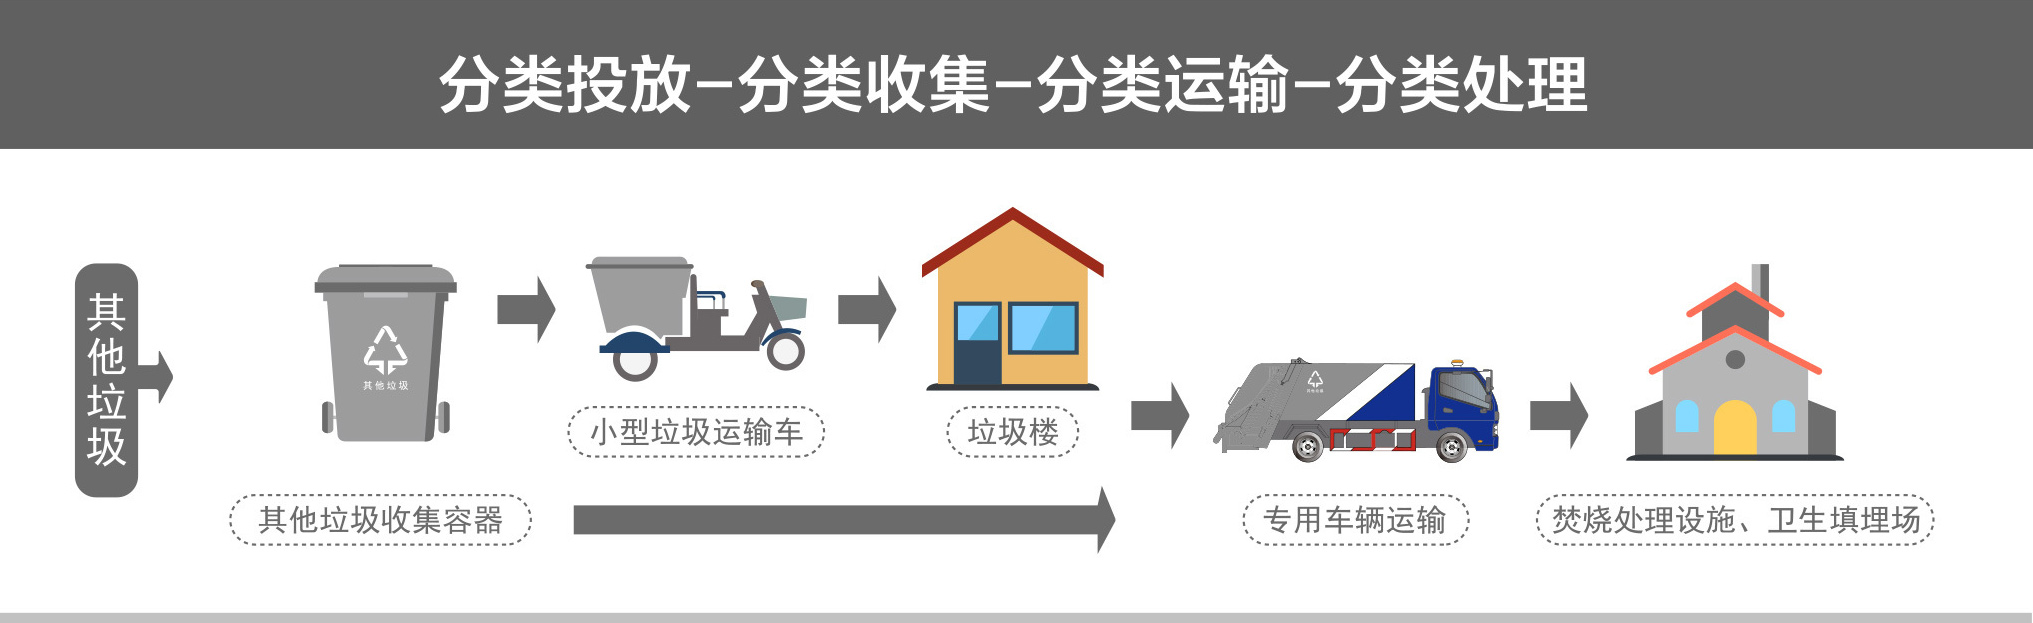 分类投放–分类收集–分类运输–分类处理
其他垃圾
其他垃圾
小型垃圾运输车
垃圾楼
其他垃圾收集容器
专用车辆运输
焚烧处理设施、卫生填埋场